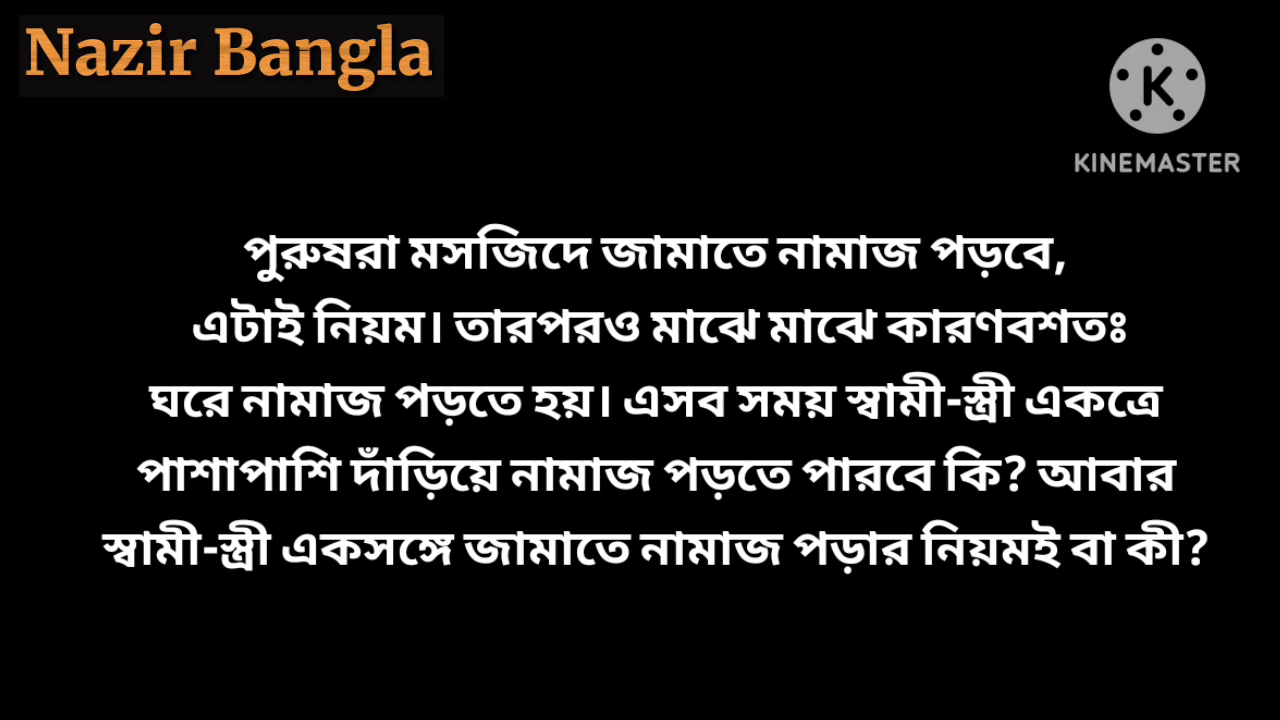 Nazir Bangla
KINEMASTER
পুরুষরা মসজিদে জামাতে নামাজ পড়বে,
এটাই নিয়ম। তারপরও মাঝে মাঝে কারণবশতঃ
ঘরে নামাজ পড়তে হয়। এসব সময় স্বামী-স্ত্রী একত্রে
পাশাপাশি দাঁড়িয়ে নামাজ পড়তে পারবে কি? আবার
স্বামী-স্ত্রী একসঙ্গে জামাতে নামাজ পড়ার নিয়মই বা কী?